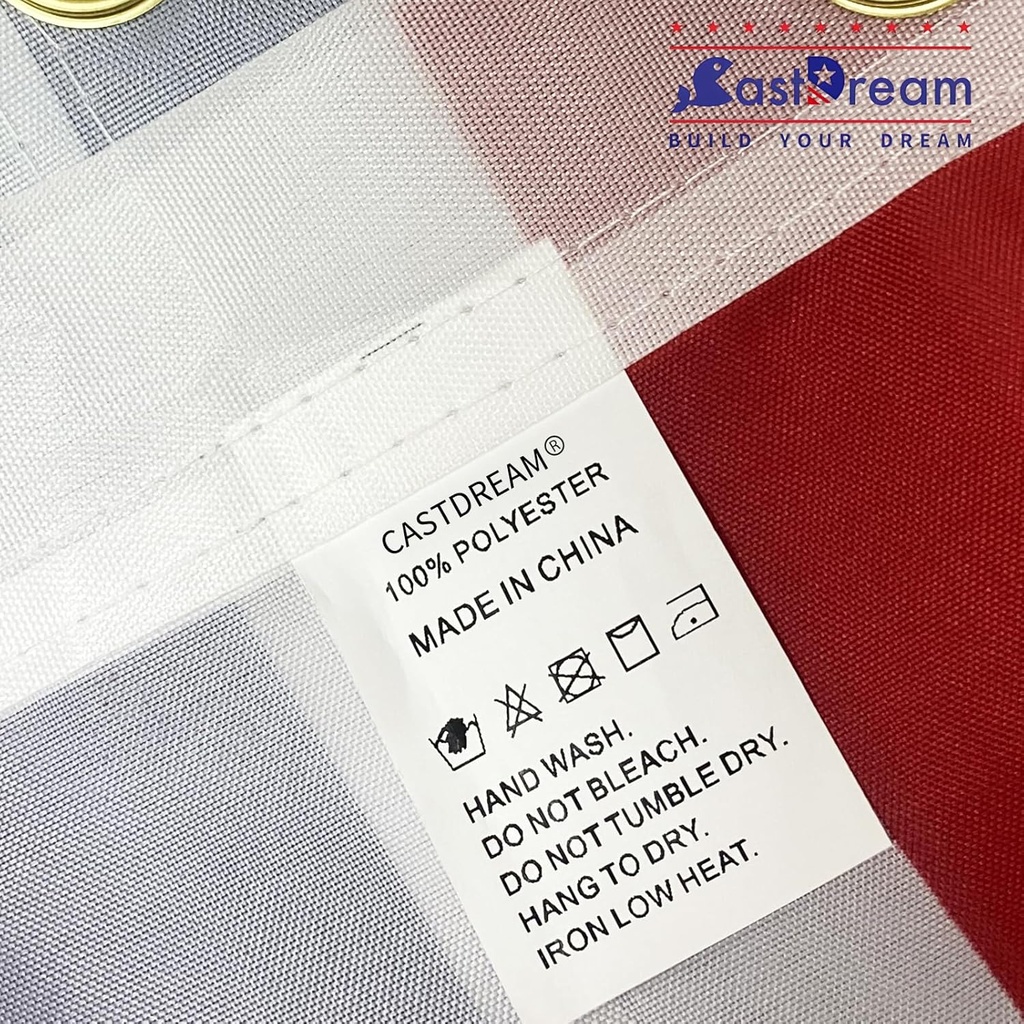 CastDream
BUILD YOUR DREAM
CASTDREAM®
100% POLYESTER
MADE IN CHINA
HAND WASH.
DO NOT BLEACH.
DO NOT TUMBLE DRY.
HANG TO DRY.
IRON LOW HEAT.